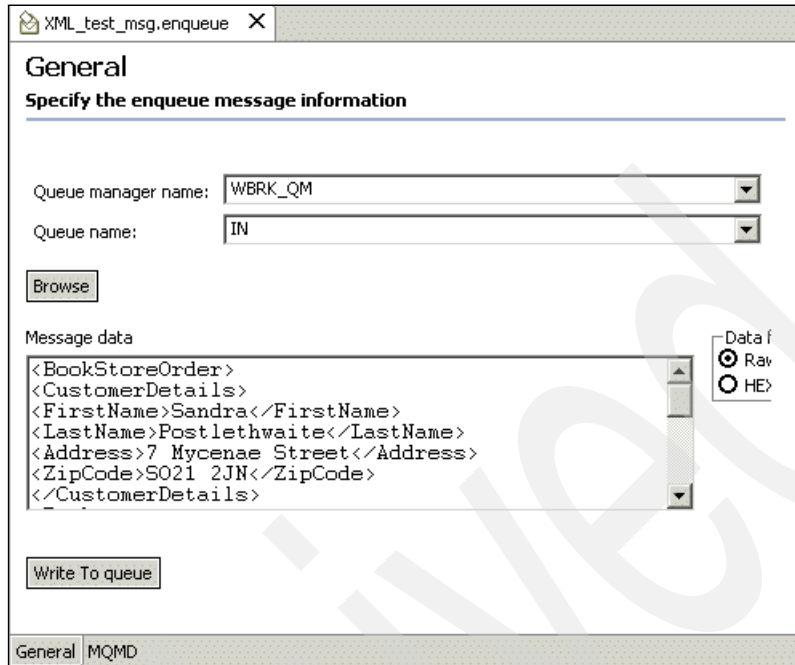 XML_test_msg.enqueue
General
Specify the enqueue message information
Queue manager name: WBRK_QM
Queue name: IN
Browse
Message data
<BookStoreOrder>
<CustomerDetails>
<FirstName>Sandra</FirstName>
<LastName>Postlethwaite</LastName>
<Address>7 Mycenae Street</Address>
<ZipCode>SO21 2JN</ZipCode>
</CustomerDetails>
Data
Write To queue
General MQMD